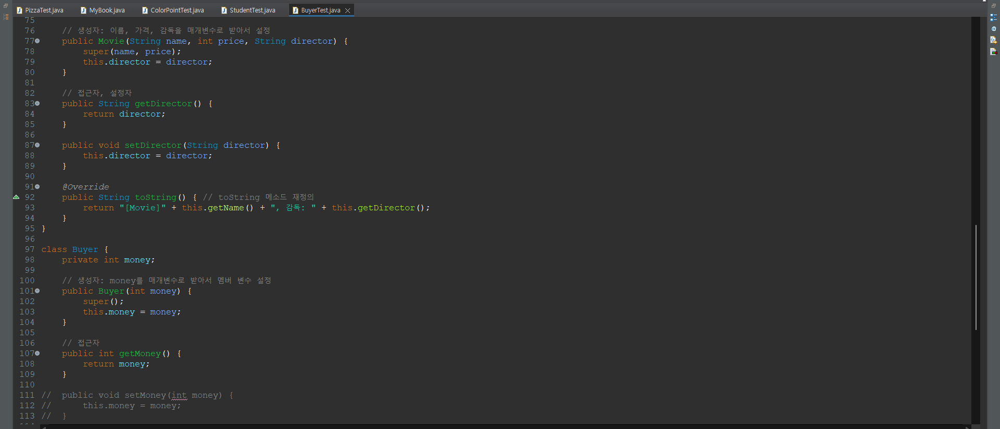 PizzaTest.java MyBook.java ColorPointTest.java StudentTest.java BuyerTest.java
75
76 // 생성자: 이름, 가격, 감독을 매개변수로 받아서 설정
77 public Movie(String name, int price, String director) {
78 super(name, price);
79 this.director = director;
80 }
81
82 // 접근자, 설정자
83 public String getDirector() {
84 return director;
85 }
86
87 public void setDirector(String director) {
88 this.director = director;
89 }
90
91 @Override
92 public String toString() { // toString 메소드 재정의
93 return "[Movie]" + this.getName() + ", 감독: " + this.getDirector();
94 }
95 }
96
97 class Buyer {
98 private int money;
99
100 // 생성자: money를 매개변수로 받아서 멤버 변수 설정
101 public Buyer(int money) {
102 super();
103 this.money = money;
104 }
105
106 // 접근자
107 public int getMoney() {
108 return money;
109 }
110
111 // public void setMoney(int money) {
112 // this.money = money;
113 // }